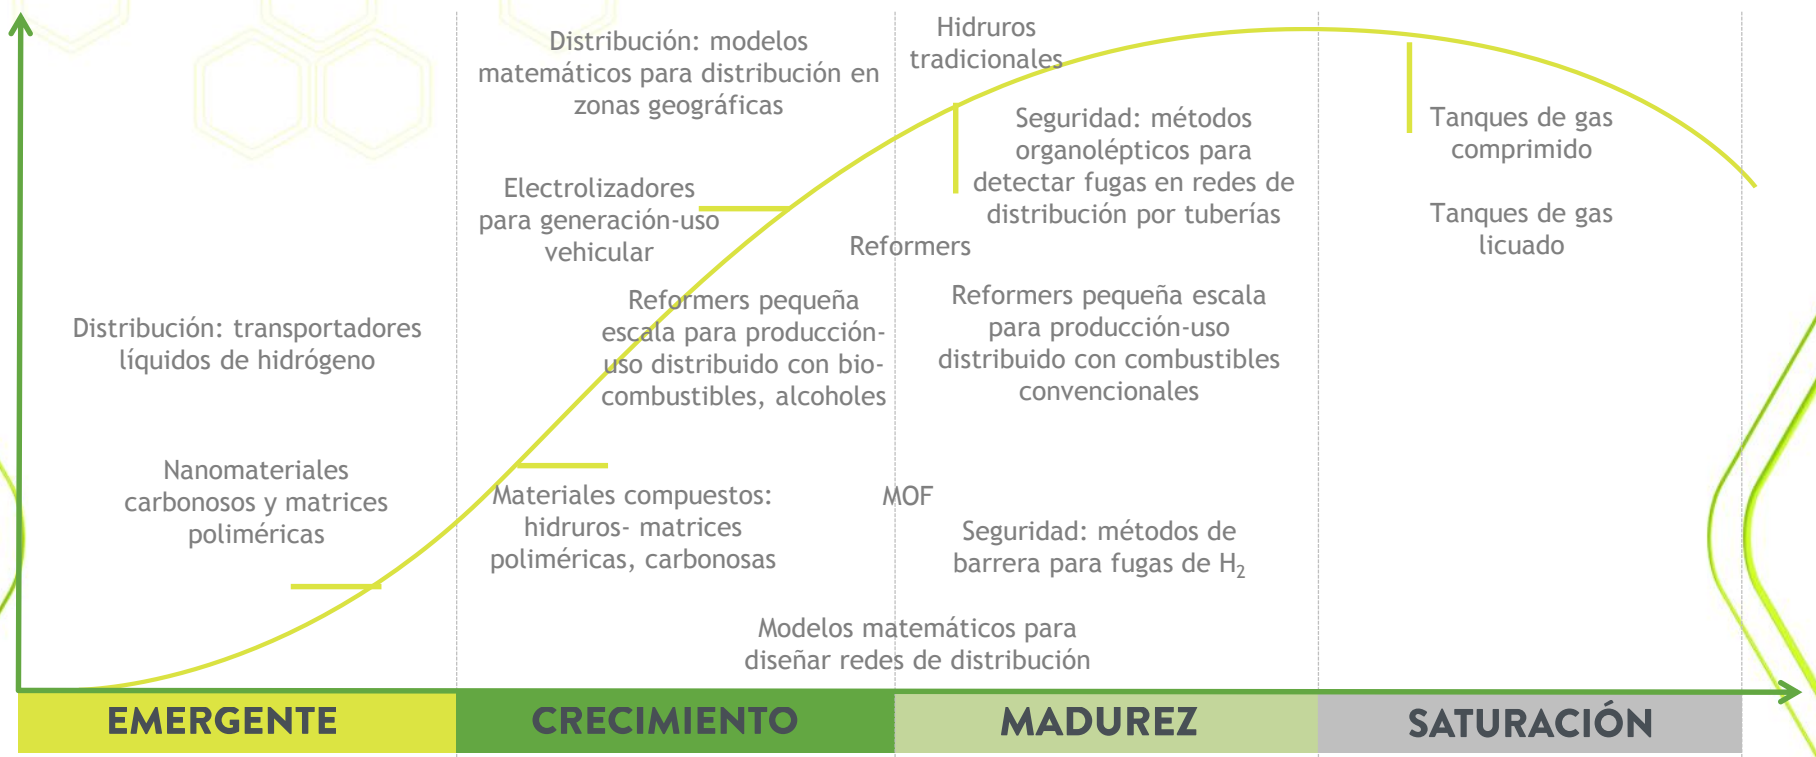 Distribución: transportadores
líquidos de hidrógeno
Nanomateriales
carbonosos y matrices
poliméricas
Distribución: modelos
matemáticos para distribución en
zonas geográficas
Electrolizadores
para generación-uso
vehicular
Reformers pequeña
escala para producción-
uso distribuido con bio-
combustibles, alcoholes
Materiales compuestos:
hidruros- matrices
poliméricas, carbonosas
Hidruros
tradicionales
Seguridad: métodos
organolépticos para
detectar fugas en redes de
distribución por tuberías
Reformers
Reformers pequeña escala
para producción-uso
distribuido con combustibles
convencionales
MOF
Seguridad: métodos de
barrera para fugas de H₂
Modelos matemáticos para
diseñar redes de distribución
Tanques de gas
comprimido
Tanques de gas
licuado
EMERGENTE
CRECIMIENTO
MADUREZ
SATURACIÓN